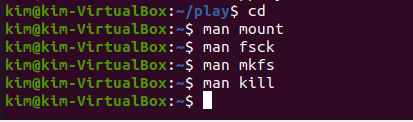 kim@kim-VirtualBox:~/play$ cd
kim@kim-VirtualBox:~$ man mount
kim@kim-VirtualBox:~$ man fsck
kim@kim-VirtualBox:~$ man mkfs
kim@kim-VirtualBox:~$ man kill
kim@kim-VirtualBox:~$